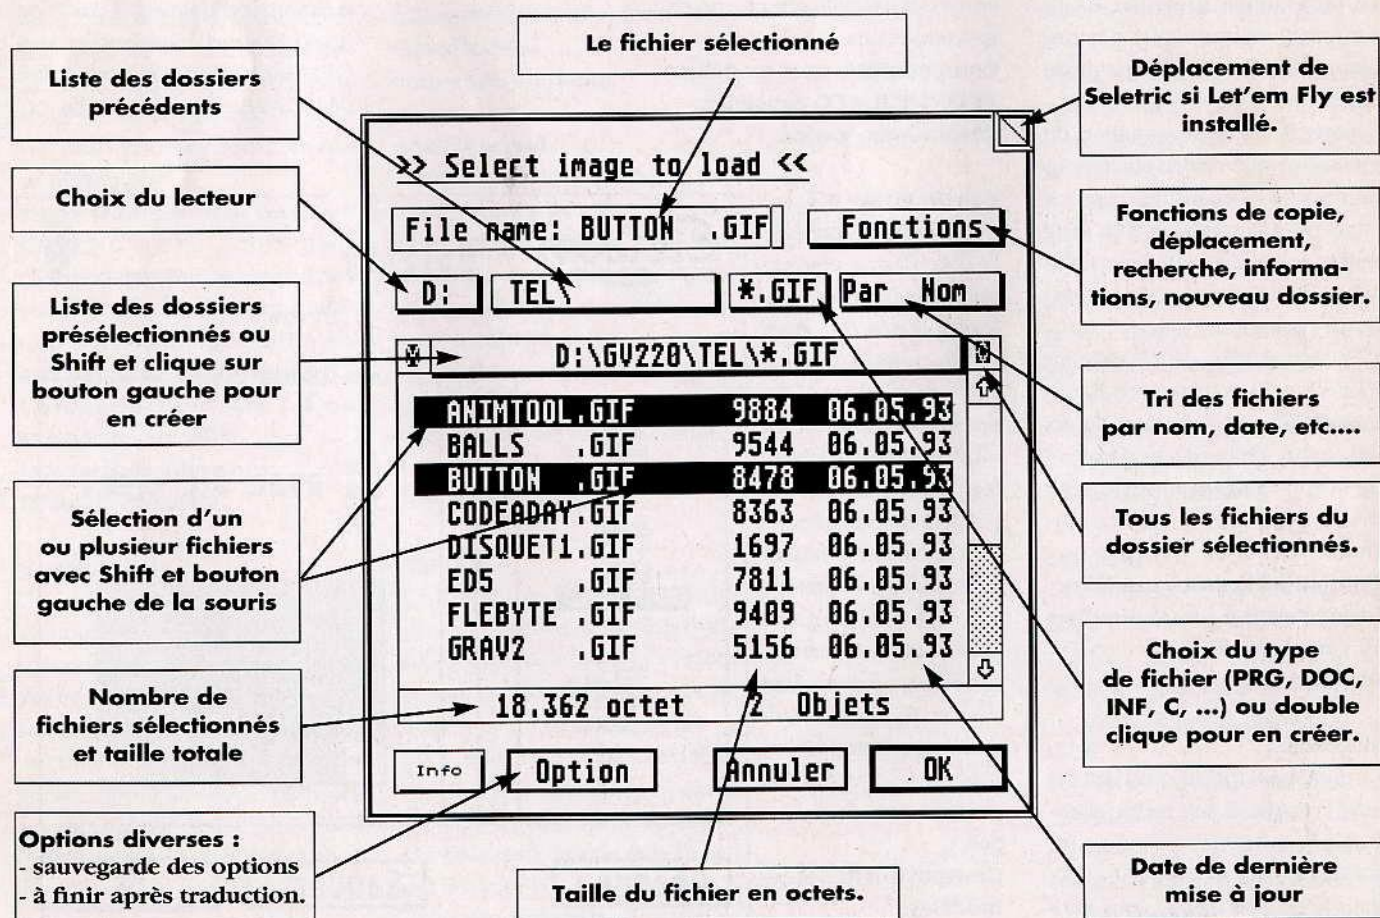 Le fichier sélectionné
Liste des dossiers
précédents
Déplacement de
Seletric si Let'em Fly est
installé.
>> Select image to load <<
Choix du lecteur
File name: BUTTON .GIF
Fonctions
Fonctions de copie,
déplacement,
recherche, informa-
tions, nouveau dossier.
D:
TEL\
*.GIF
Par Nom
Liste des dossiers
présélectionnés ou
Shift et clique sur
bouton gauche pour
en créer
D:\GV220\TEL\*.GIF
Tri des fichiers
par nom, date, etc....
ANIMTOOL.GIF 9884 06.05.93
BALLS .GIF 9544 06.05.93
BUTTON .GIF 8478 06.05.93
CODEADAY.GIF 8363 06.05.93
DISQUET1.GIF 1697 06.05.93
ED5 .GIF 7811 06.05.93
FLEBYTE .GIF 9409 06.05.93
GRAV2 .GIF 5156 06.05.93
Sélection d'un
ou plusieur fichiers
avec Shift et bouton
gauche de la souris
Tous les fichiers du
dossier sélectionnés.
Choix du type
de fichier (PRG, DOC,
INF, C, ...) ou double
clique pour en créer.
Nombre de
fichiers sélectionnés
et taille totale
18.362 octet 2 Objets
Info
Option
Annuler
OK
Options diverses :
- sauvegarde des options
- à finir après traduction.
Taille du fichier en octets.
Date de dernière
mise à jour